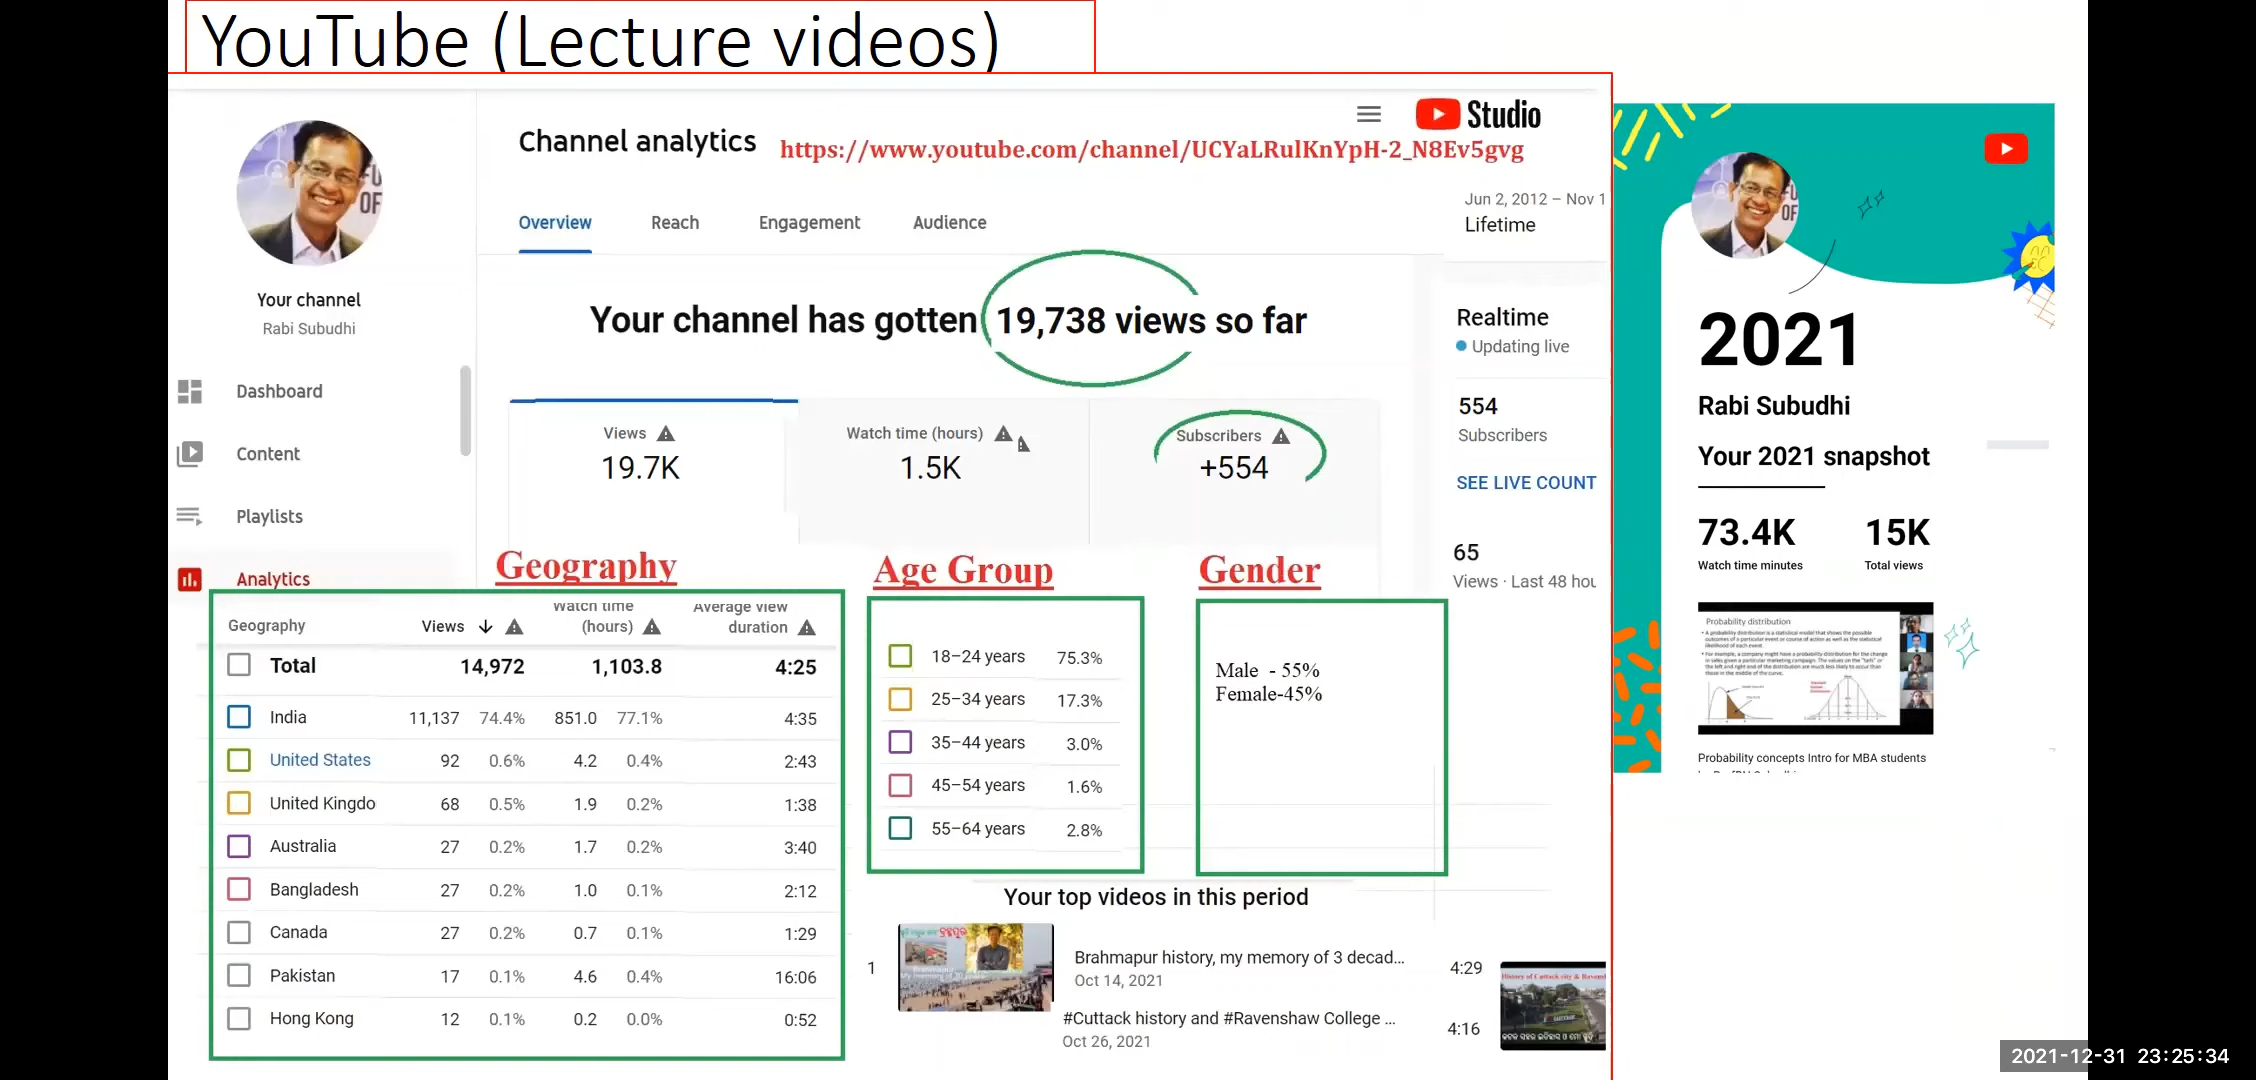 YouTube (Lecture videos)
Channel analytics
https://www.youtube.com/channel/UCYaLRulKnYpH-2_N8Ev5gvg
Studio
Overview Reach Engagement Audience
Jun 2, 2012 – Nov 1
Lifetime
Your channel
Rabi Subudhi
Dashboard
Content
Playlists
Analytics
Your channel has gotten 19,738 views so far
Views
19.7K
Watch time (hours)
1.5K
Subscribers
+554
Realtime
Updating live
554
Subscribers
SEE LIVE COUNT
65
Views · Last 48 hou
Geography
Geography Views Watch time (hours) Average view duration
Total 14,972 1,103.8 4:25
India 11,137 74.4% 851.0 77.1% 4:35
United States 92 0.6% 4.2 0.4% 2:43
United Kingdo 68 0.5% 1.9 0.2% 1:38
Australia 27 0.2% 1.7 0.2% 3:40
Bangladesh 27 0.2% 1.0 0.1% 2:12
Canada 27 0.2% 0.7 0.1% 1:29
Pakistan 17 0.1% 4.6 0.4% 16:06
Hong Kong 12 0.1% 0.2 0.0% 0:52
Age Group
18–24 years 75.3%
25–34 years 17.3%
35–44 years 3.0%
45–54 years 1.6%
55–64 years 2.8%
Gender
Male - 55%
Female-45%
Your top videos in this period
1
Brahmapur history, my memory of 3 decad...
Oct 14, 2021
4:29
#Cuttack history and #Ravenshaw College ...
Oct 26, 2021
4:16
History of Cuttack city & Ravens
2021
Rabi Subudhi
Your 2021 snapshot
73.4K
Watch time minutes
15K
Total views
Probability distribution
Probability concepts Intro for MBA students
2021-12-31 23:25:34